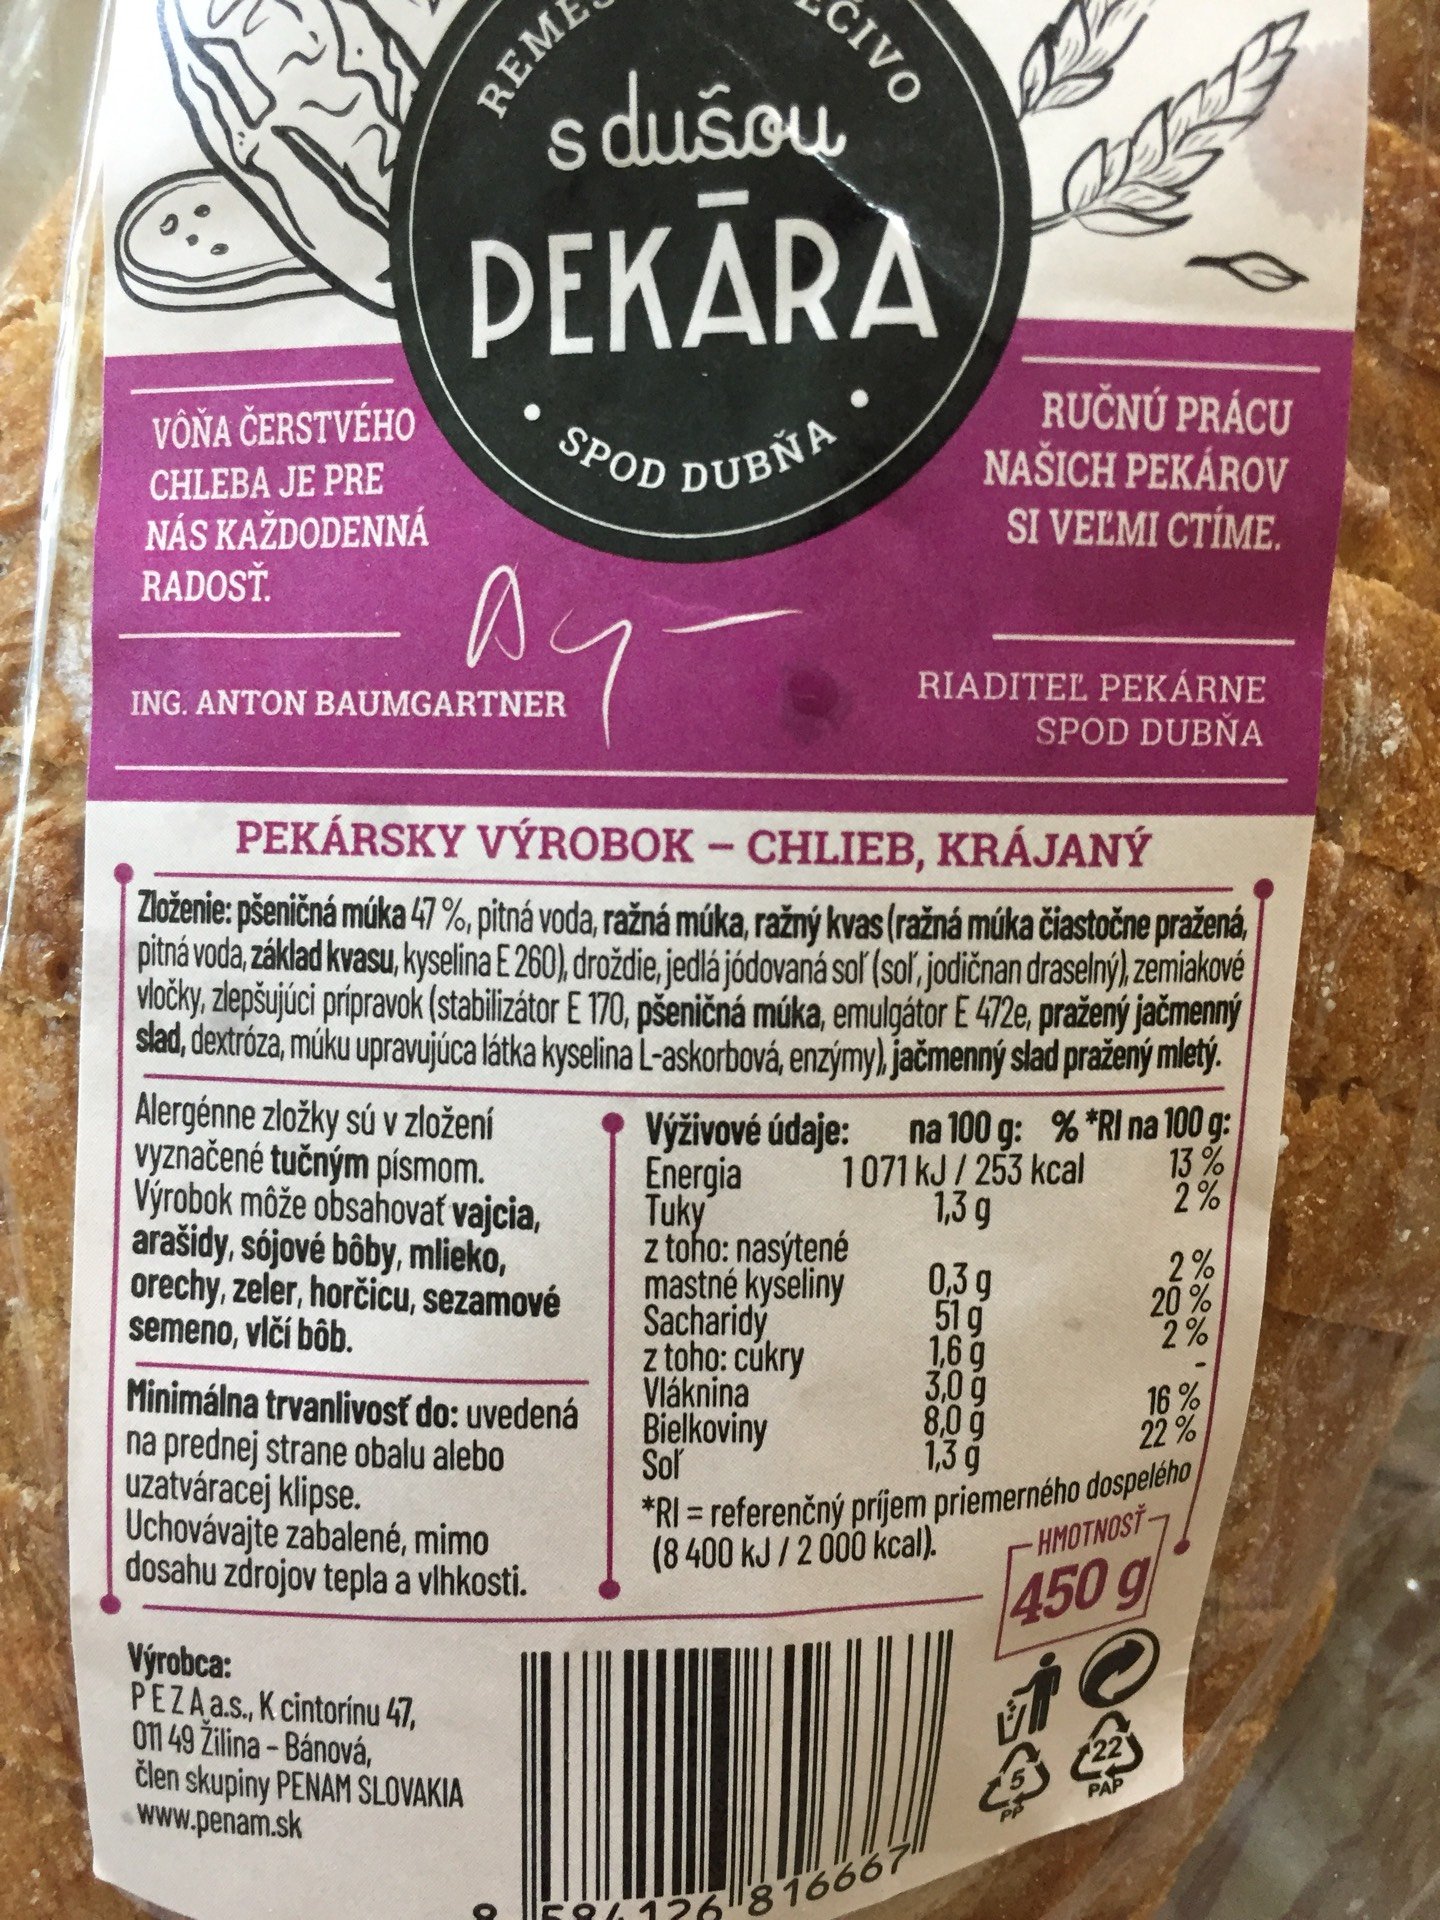 s dušou
PEKĀRA
SPOD DUBŇA
VÔŇA ČERSTVÉHO
CHLEBA JE PRE
NÁS KAŽDODENNÁ
RADOSŤ.
ING. ANTON BAUMGARTNER
RUČNÚ PRÁCU
NAŠICH PEKÁROV
SI VEĽMI CTÍME.
RIADITEĽ PEKÁRNE
SPOD DUBŇA
PEKÁRSKY VÝROBOK – CHLIEB, KRÁJANÝ
Zloženie: pšeničná múka 47 %, pitná voda, ražná múka, ražný kvas (ražná múka čiastočne pražená,
pitná voda, základ kvasu, kyselina E 260), droždie, jedlá jódovaná soľ (soľ, jodičnan draselný), zemiakové
vločky, zlepšujúci prípravok (stabilizátor E 170, pšeničná múka, emulgátor E 472e, pražený jačmenný
slad, dextróza, múku upravujúca látka kyselina L-askorbová, enzýmy), jačmenný slad pražený mletý.
Alergénne zložky sú v zložení
vyznačené tučným písmom.
Výrobok môže obsahovať vajcia,
arašidy, sójové bôby, mlieko,
orechy, zeler, horčicu, sezamové
semeno, vlčí bôb.
Minimálna trvanlivosť do: uvedená
na prednej strane obalu alebo
uzatváracej klipse.
Uchovávajte zabalené, mimo
dosahu zdrojov tepla a vlhkosti.
Výživové údaje: na 100 g: % *RI na 100 g:
Energia 1 071 kJ / 253 kcal 13 %
Tuky 1,3 g 2 %
z toho: nasýtené
mastné kyseliny 0,3 g 2 %
Sacharidy 51 g 20 %
z toho: cukry 1,6 g 2 %
Vláknina 3,0 g -
Bielkoviny 8,0 g 16 %
Soľ 1,3 g 22 %
*RI = referenčný príjem priemerného dospelého
(8 400 kJ / 2 000 kcal).
HMOTNOSŤ
450 g
Výrobca:
PEZA a.s., K cintorínu 47,
011 49 Žilina - Bánová,
člen skupiny PENAM SLOVAKIA
www.penam.sk
8 584126 816667
5
PP
22
PAP